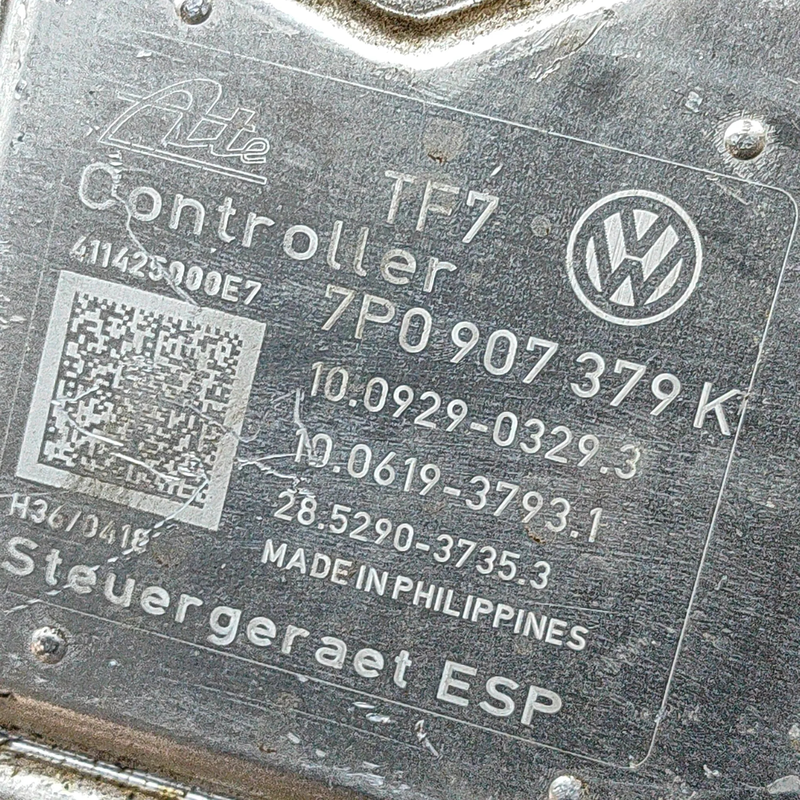 Ate
TF7
Controller
411425000E7
7P0 907 379 K
10.0929-0329.3
10.0619-3793.1
28.5290-3735.3
H36/0418
MADE IN PHILIPPINES
Steuergeraet ESP